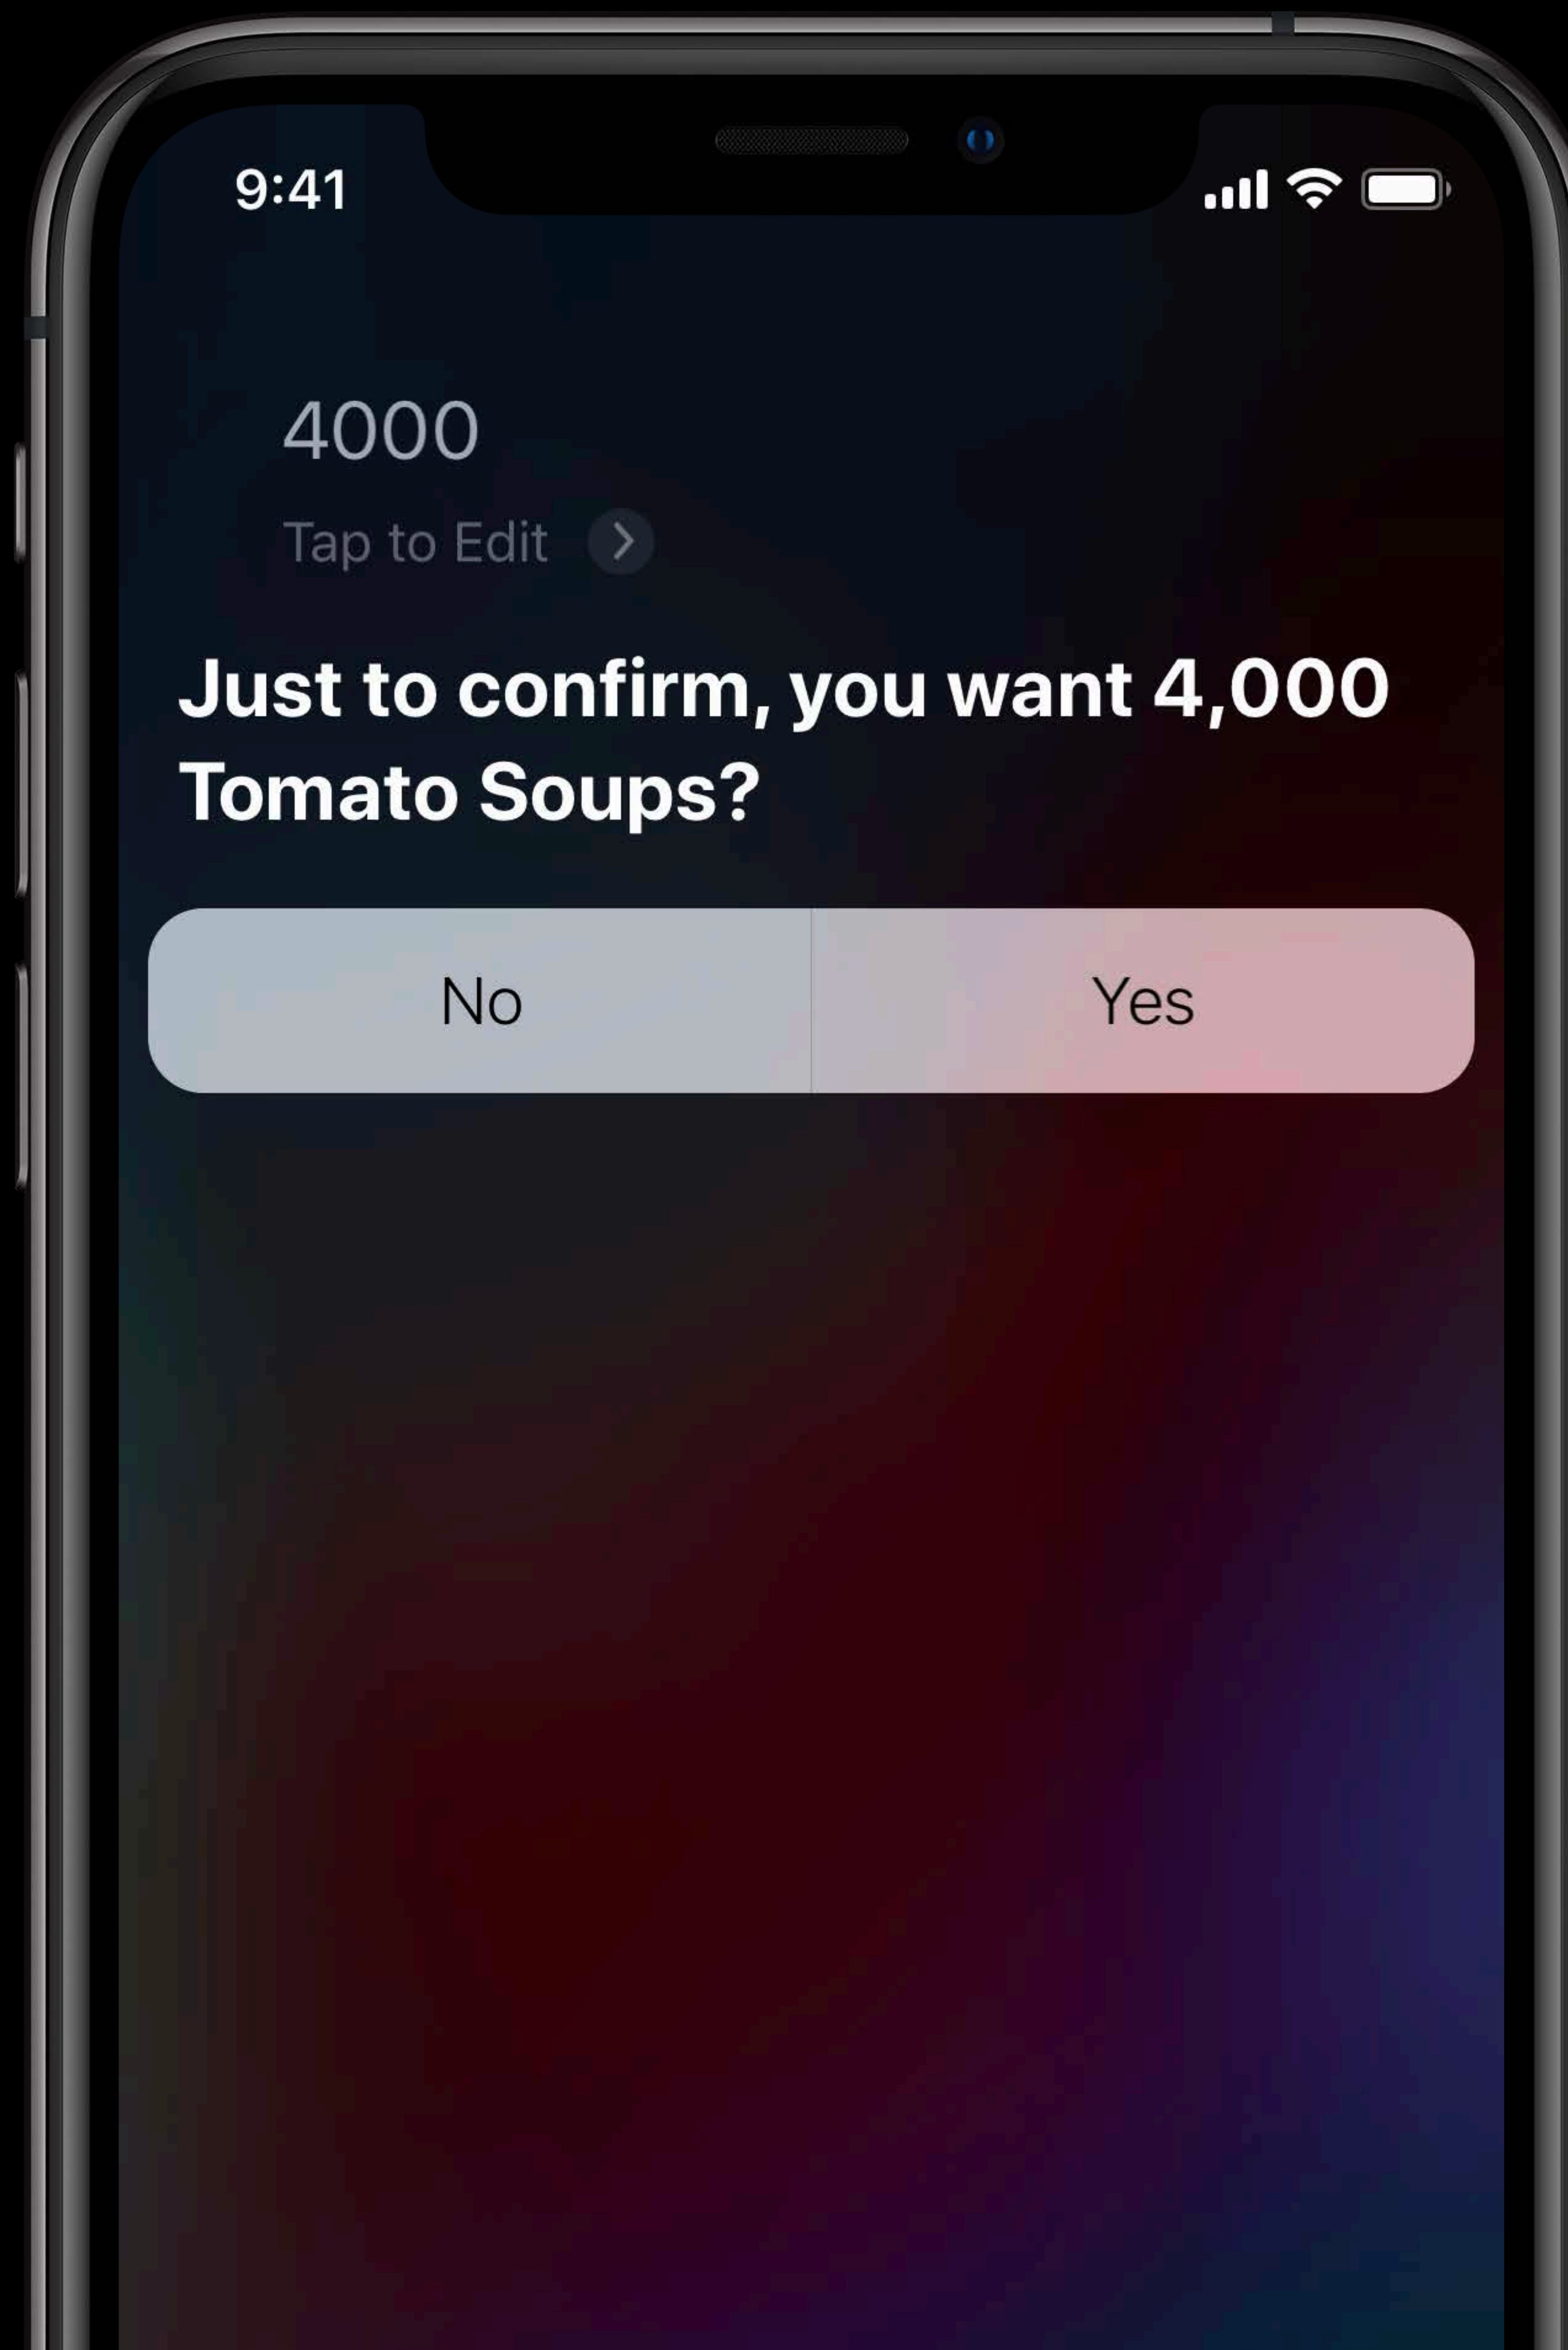 9:41
4000
Tap to Edit
Just to confirm, you want 4,000
Tomato Soups?
No
Yes